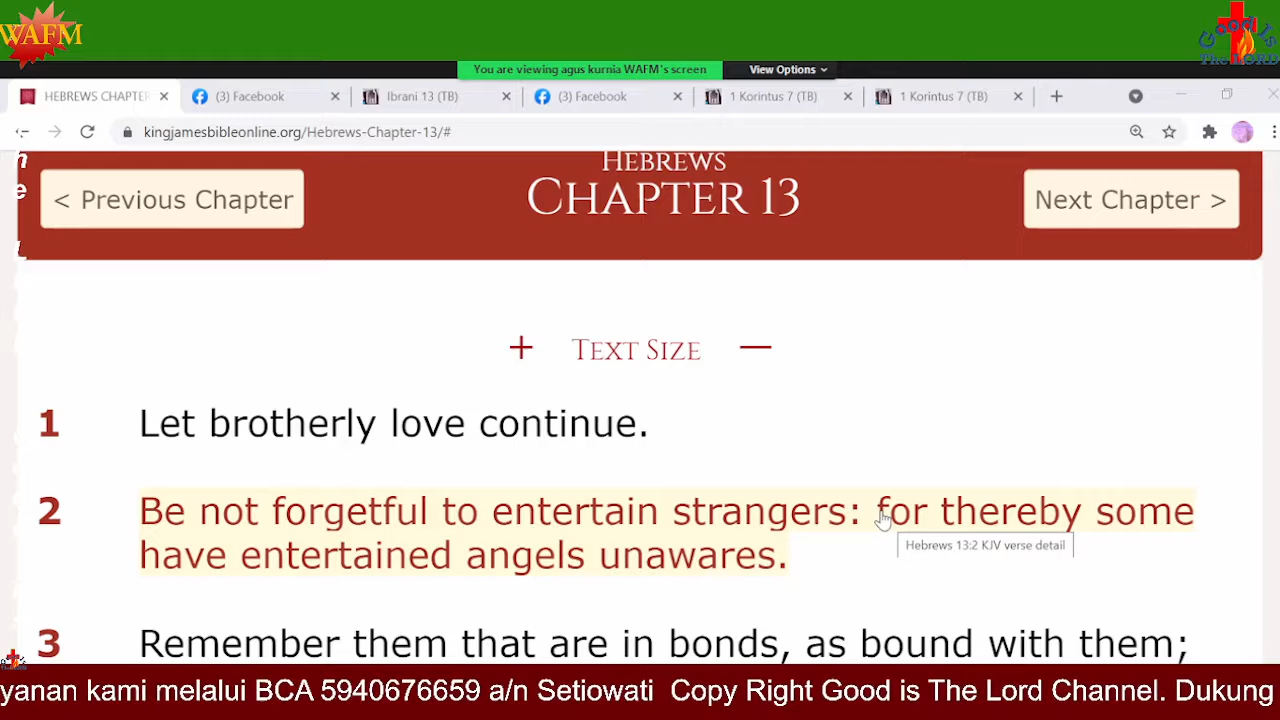 WAFM
Good Is
The LORD
You are viewing agus kurnia WAFM's screen
View Options
HEBREWS CHAPTER
(3) Facebook
Ibrani 13 (TB)
(3) Facebook
1 Korintus 7 (TB)
1 Korintus 7 (TB)
kingjamesbibleonline.org/Hebrews-Chapter-13/#
HEBREWS
< Previous Chapter
CHAPTER 13
Next Chapter >
+ TEXT SIZE —
1 Let brotherly love continue.
2 Be not forgetful to entertain strangers: for thereby some
have entertained angels unawares.
Hebrews 13:2 KJV verse detail
3 Remember them that are in bonds, as bound with them;
yanan kami melalui BCA 5940676659 a/n Setiowati Copy Right Good is The Lord Channel. Dukung